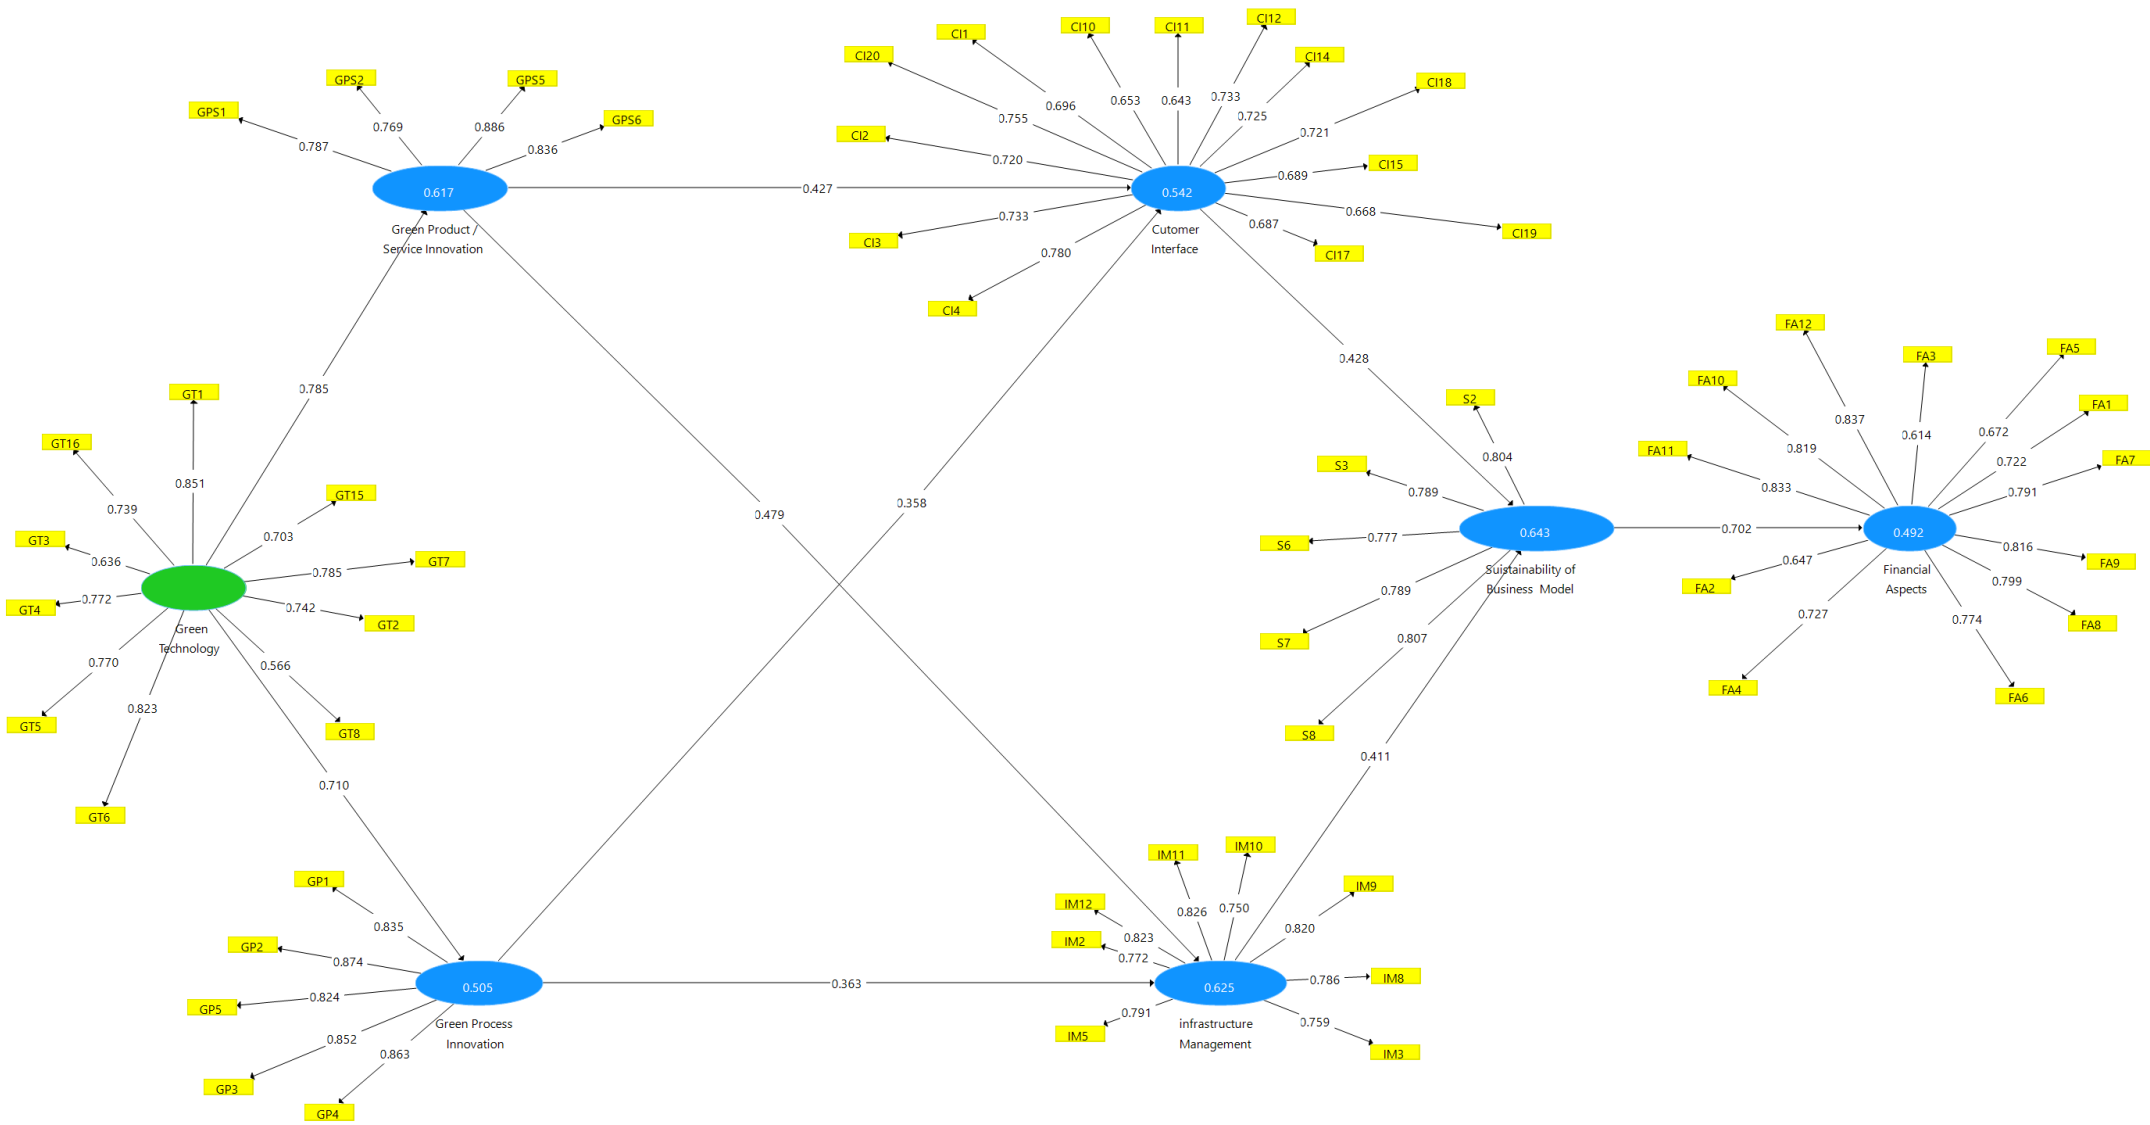 CI12
CI1
CI10
CI11
CI20
CI14
GPS2
GPS5
CI18
GPS1
GPS6
CI2
CI15
0.696
0.653
0.643
0.733
0.755
0.725
0.769
0.886
0.721
0.787
0.836
0.720
0.689
0.617
0.427
0.542
0.733
0.668
0.687
Green Product /
Service Innovation
Cutomer
Interface
CI3
CI19
CI17
0.780
CI4
FA12
FA3
FA5
0.428
FA10
0.785
GT1
S2
FA1
0.837
0.614
0.672
GT16
FA11
0.819
0.722
FA7
S3
0.804
0.851
GT15
0.789
0.833
0.791
0.739
0.703
0.479
0.358
GT3
0.636
GT7
0.785
S6
0.777
0.643
0.702
0.492
0.816
FA9
Suistainability of
Business  Model
Financial
Aspects
0.647
FA2
0.799
GT4
0.772
0.742
GT2
0.789
0.727
0.774
FA8
Green
Technology
S7
0.807
0.770
0.566
FA4
FA6
GT5
0.823
GT8
S8
0.710
0.411
GT6
IM11
IM10
GP1
IM9
IM12
0.835
0.826
0.750
0.820
GP2
IM2
0.823
0.874
0.772
0.824
0.505
0.363
0.625
0.786
IM8
GP5
0.791
0.759
Green Process
Innovation
infrastructure
Management
IM5
IM3
0.852
0.863
GP3
GP4